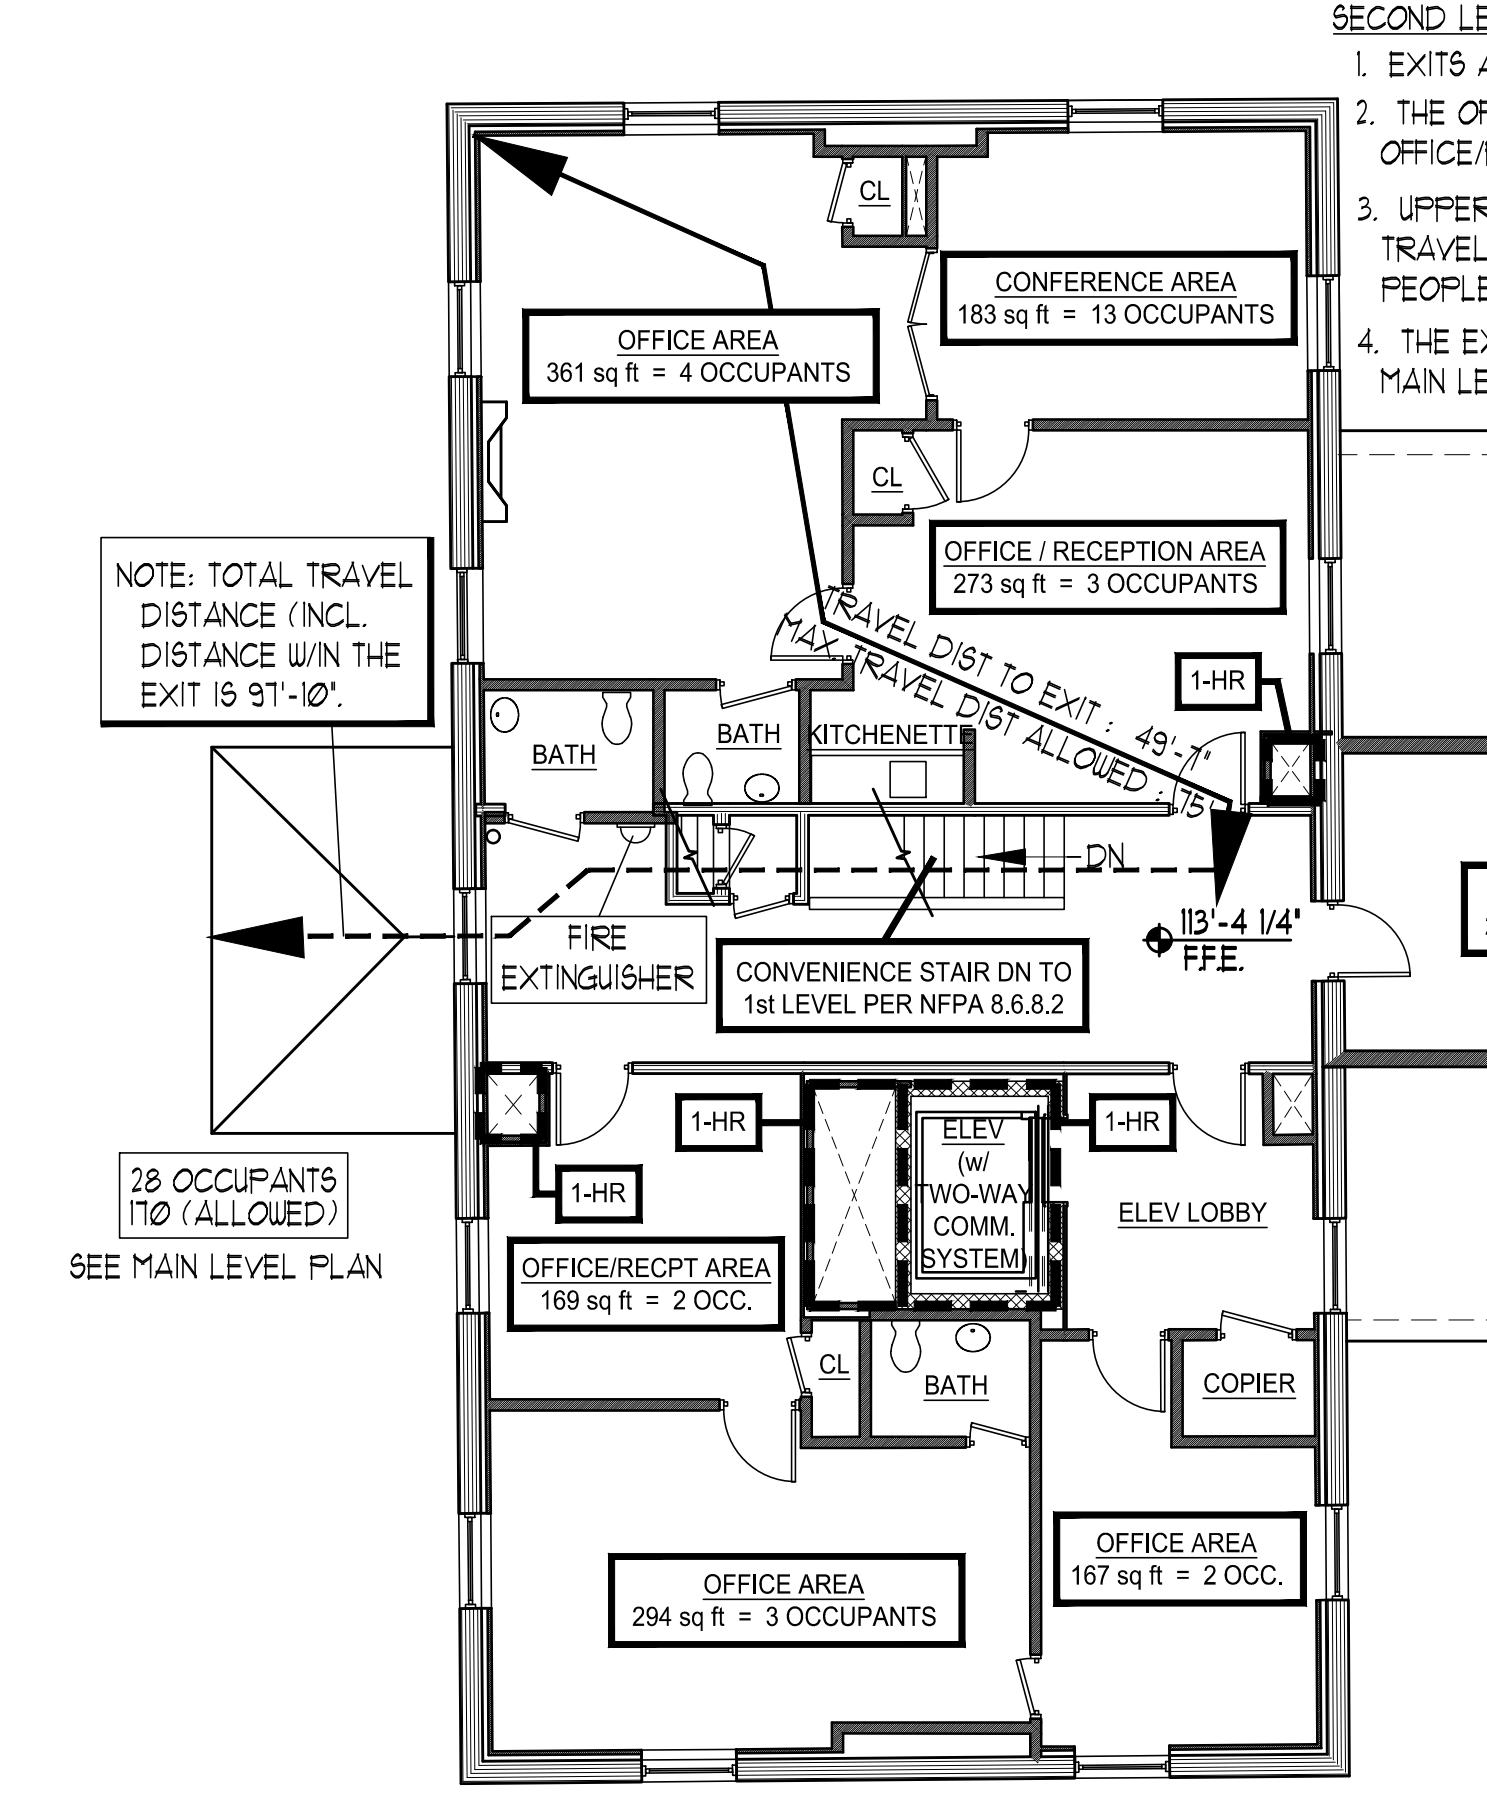 SECOND LE
1. EXITS A
2. THE OF
OFFICE/
3. UPPER
TRAVEL
PEOPLE
4. THE EX
MAIN LE
CL
CONFERENCE AREA
183 sq ft = 13 OCCUPANTS
OFFICE AREA
361 sq ft = 4 OCCUPANTS
CL
OFFICE / RECEPTION AREA
273 sq ft = 3 OCCUPANTS
NOTE: TOTAL TRAVEL
DISTANCE (INCL.
DISTANCE W/IN THE
EXIT IS 97'-10".
TRAVEL DIST TO EXIT : 49'-7"
MAX. TRAVEL DIST ALLOWED : 75'
1-HR
BATH
BATH
KITCHENETTE
DN
FIRE
EXTINGUISHER
113'-4 1/4"
F.F.E.
CONVENIENCE STAIR DN TO
1st LEVEL PER NFPA 8.6.8.2
1-HR
1-HR
1-HR
ELEV
(w/
TWO-WAY
COMM.
SYSTEM)
ELEV LOBBY
28 OCCUPANTS
170 (ALLOWED)
SEE MAIN LEVEL PLAN
OFFICE/RECPT AREA
169 sq ft = 2 OCC.
CL
BATH
COPIER
OFFICE AREA
167 sq ft = 2 OCC.
OFFICE AREA
294 sq ft = 3 OCCUPANTS